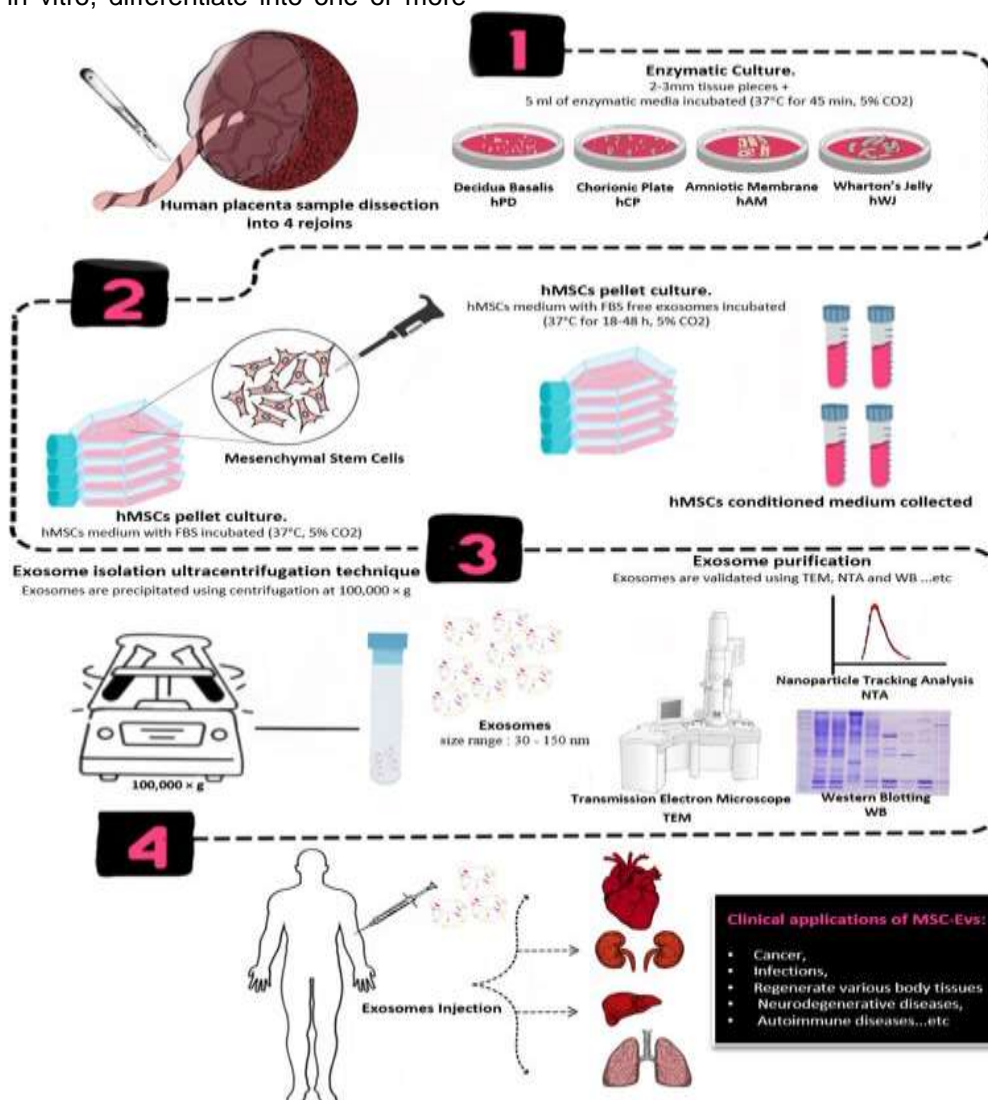 in vitro, differentiate into one or more
1
Enzymatic Culture.
2-3mm tissue pieces +
5 ml of enzymatic media incubated (37°C for 45 min, 5% CO2)
Decidua Basalis
hPD
Chorionic Plate
hCP
Amniotic Membrane
hAM
Wharton's Jelly
hWJ
Human placenta sample dissection
into 4 rejoins
2
hMSCs pellet culture.
hMSCs medium with FBS free exosomes incubated
(37°C for 18-48 h, 5% CO2)
Mesenchymal Stem Cells
hMSCs conditioned medium collected
hMSCs pellet culture.
hMSCs medium with FBS incubated (37°C, 5% CO2)
3
Exosome isolation ultracentrifugation technique
Exosomes are precipitated using centrifugation at 100,000 × g
Exosome purification
Exosomes are validated using TEM, NTA and WB ...etc
Nanoparticle Tracking Analysis
NTA
Exosomes
size range : 30 - 150 nm
100,000 × g
Transmission Electron Microscope
TEM
Western Blotting
WB
4
Exosomes Injection
Clinical applications of MSC-Evs:
• Cancer,
• Infections,
• Regenerate various body tissues
• Neurodegenerative diseases,
• Autoimmune diseases...etc